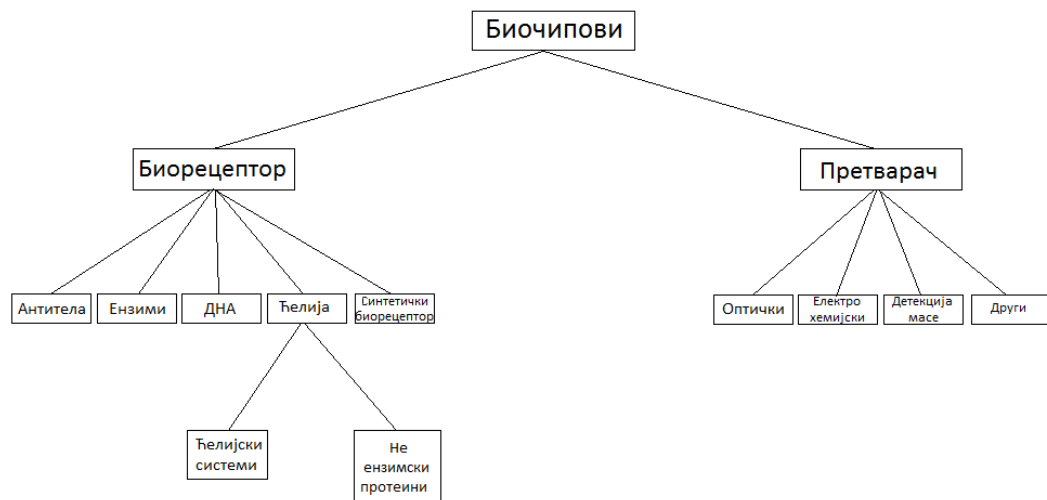 Биочипови
Биорецептор
Претварач
Антитела
Ензими
ДНА
Ћелија
Синтетички
биорецептор
Оптички
Електро
хемијски
Детекција
масе
Други
Ћелијски
системи
Не
ензимски
протеини